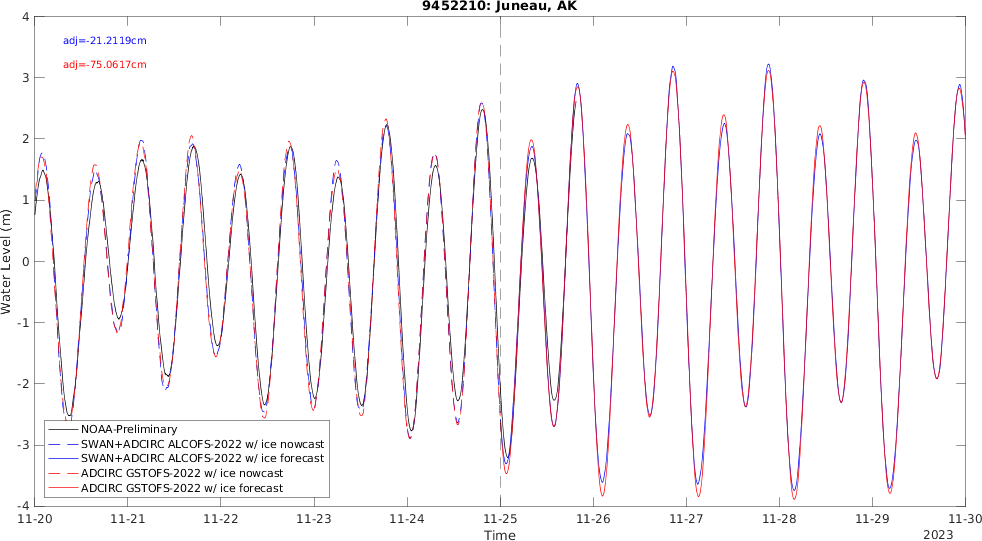 9452210: Juneau, AK
adj=-21.2119cm
adj=-75.0617cm
Water Level (m)
4
3
2
1
0
-1
-2
-3
-4
NOAA-Preliminary
SWAN+ADCIRC ALCOFS-2022 w/ ice nowcast
SWAN+ADCIRC ALCOFS-2022 w/ ice forecast
ADCIRC GSTOFS-2022 w/ ice nowcast
ADCIRC GSTOFS-2022 w/ ice forecast
11-20 11-21 11-22 11-23 11-24 11-25 11-26 11-27 11-28 11-29 11-30
Time
2023